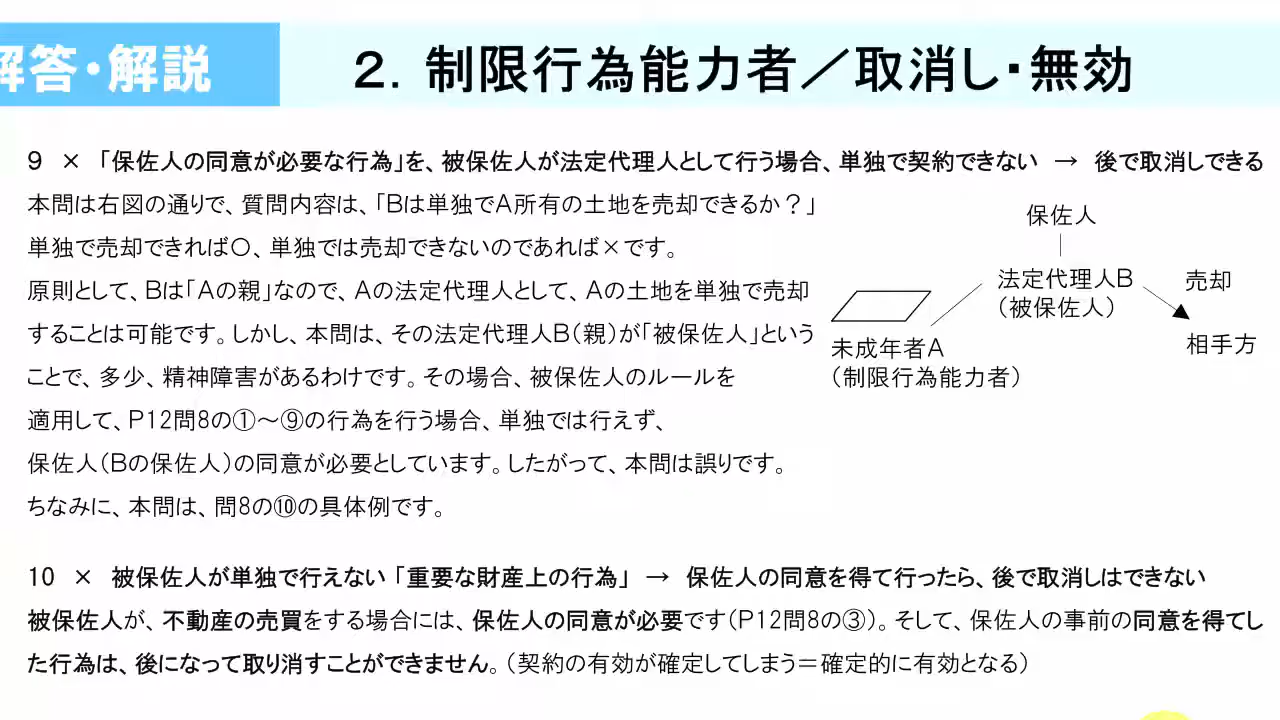 解答・解説
２．制限行為能力者／取消し・無効
９　×　「保佐人の同意が必要な行為」を、被保佐人が法定代理人として行う場合、単独で契約できない　→　後で取消しできる
本問は右図の通りで、質問内容は、「Bは単独でA所有の土地を売却できるか？」
単独で売却できれば〇、単独では売却できないのであれば×です。
原則として、Bは「Aの親」なので、Aの法定代理人として、Aの土地を単独で売却
することは可能です。しかし、本問は、その法定代理人B（親）が「被保佐人」という
ことで、多少、精神障害があるわけです。その場合、被保佐人のルールを
適用して、P12問8の①～⑨の行為を行う場合、単独では行えず、
保佐人（Bの保佐人）の同意が必要としています。したがって、本問は誤りです。
ちなみに、本問は、問8の⑩の具体例です。
保佐人
法定代理人B
（被保佐人）
売却
相手方
未成年者A
（制限行為能力者）
10　×　被保佐人が単独で行えない「重要な財産上の行為」　→　保佐人の同意を得て行ったら、後で取消しはできない
被保佐人が、不動産の売買をする場合には、保佐人の同意が必要です（P12問8の③）。そして、保佐人の事前の同意を得てし
た行為は、後になって取り消すことができません。（契約の有効が確定してしまう＝確定的に有効となる）